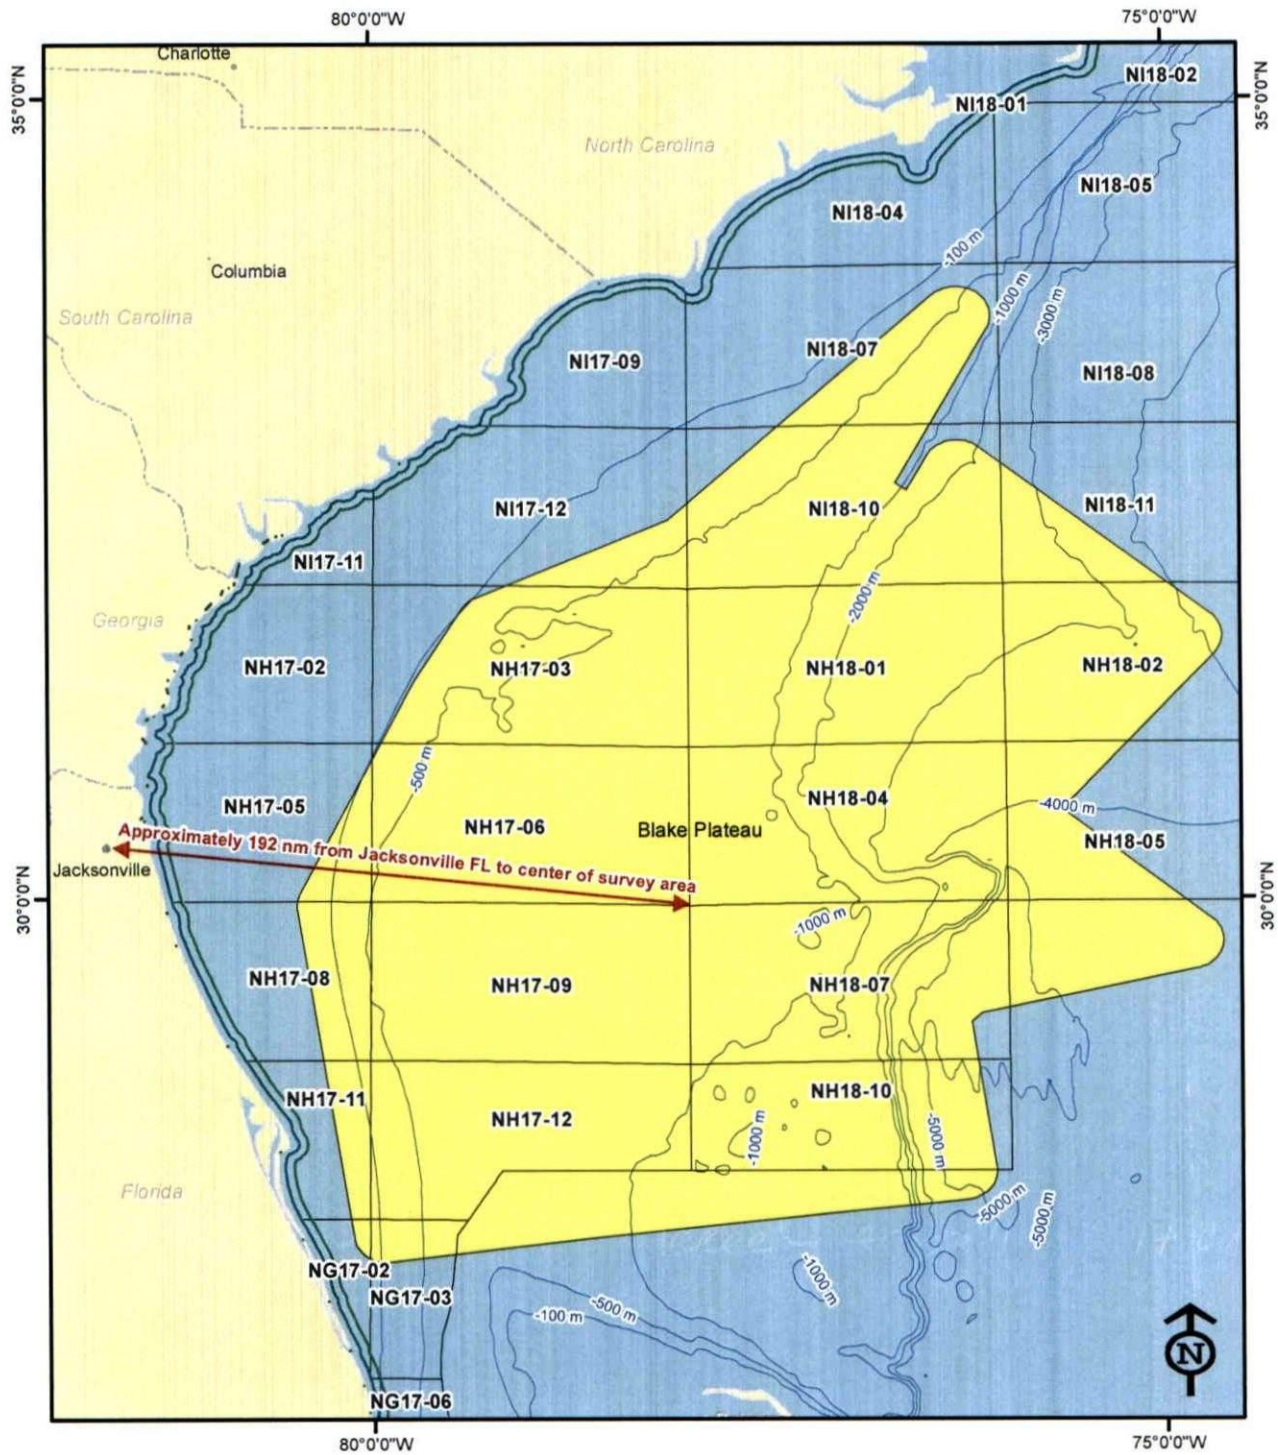 80°0'0"W
75°0'0"W
35°0'0"N
35°0'0"N
Charlotte
NI18-02
NI18-01
North Carolina
NI18-05
NI18-04
-100 m
Columbia
-1000 m
-3000 m
South Carolina
NI18-07
NI17-09
NI18-08
NI17-12
NI18-10
NI18-11
NI17-11
-2000 m
Georgia
NH17-02
NH17-03
NH18-01
NH18-02
-500 m
NH17-05
NH18-04
-4000 m
NH17-06
Blake Plateau
NH18-05
Approximately 192 nm from Jacksonville FL to center of survey area
Jacksonville
30°0'0"N
30°0'0"N
-1000 m
NH17-08
NH17-09
NH18-07
NH17-11
NH17-12
NH18-10
-1000 m
-5000 m
Florida
-5000 m
-5000 m
NG17-02
NG17-03
-1000 m
-500 m
-100 m
N
NG17-06
80°0'0"W
75°0'0"W